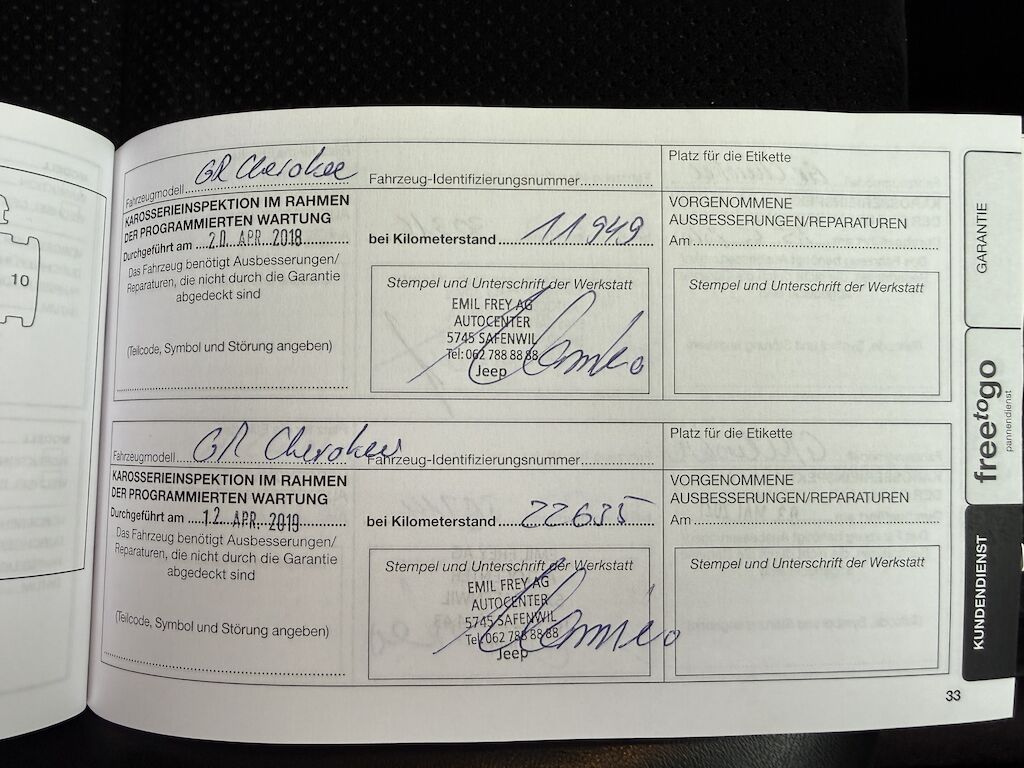 10
Fahrzeugmodell GR Cherokee Fahrzeug-Identifizierungsnummer
Platz für die Etikette
KAROSSERIEINSPEKTION IM RAHMEN
DER PROGRAMMIERTEN WARTUNG
Durchgeführt am 20. APR. 2018
bei Kilometerstand 11949
VORGENOMMENE
AUSBESSERUNGEN/REPARATUREN
Am
Das Fahrzeug benötigt Ausbesserungen/
Reparaturen, die nicht durch die Garantie
abgedeckt sind
(Teilcode, Symbol und Störung angeben)
Stempel und Unterschrift der Werkstatt
EMIL FREY AG
AUTOCENTER
5745 SAFENWIL
Tel: 062 788 88 88
Jeep
Stempel und Unterschrift der Werkstatt
Fahrzeugmodell GR Cherokee Fahrzeug-Identifizierungsnummer
Platz für die Etikette
KAROSSERIEINSPEKTION IM RAHMEN
DER PROGRAMMIERTEN WARTUNG
Durchgeführt am 12. APR. 2019
bei Kilometerstand 22635
VORGENOMMENE
AUSBESSERUNGEN/REPARATUREN
Am
Das Fahrzeug benötigt Ausbesserungen/
Reparaturen, die nicht durch die Garantie
abgedeckt sind
(Teilcode, Symbol und Störung angeben)
Stempel und Unterschrift der Werkstatt
EMIL FREY AG
AUTOCENTER
5745 SAFENWIL
Tel: 062 788 88 88
Jeep
Stempel und Unterschrift der Werkstatt
GARANTIE
freetogo
pannendienst
KUNDENDIENST
33